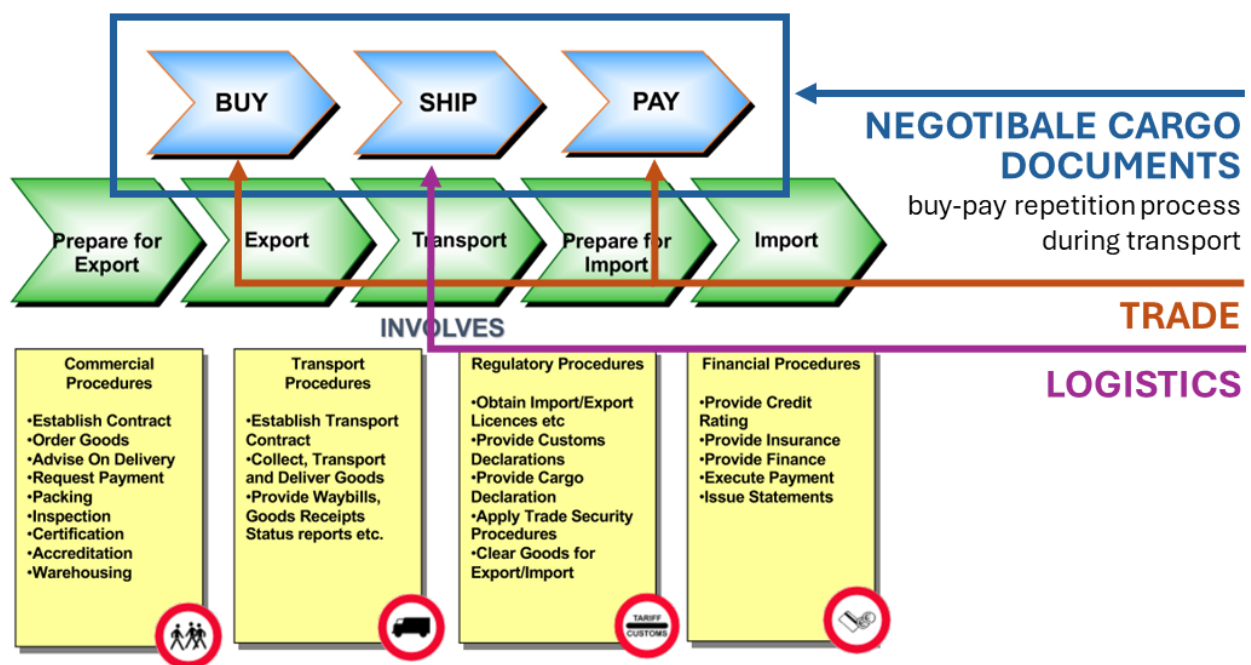 BUY
SHIP
PAY
NEGOTIBALE CARGO
DOCUMENTS
buy-pay repetition process
during transport
Prepare for
Export
Export
Transport
Prepare for
Import
Import
TRADE
INVOLVES
LOGISTICS
Commercial
Procedures
•Establish Contract
•Order Goods
•Advise On Delivery
•Request Payment
•Packing
•Inspection
•Certification
•Accreditation
•Warehousing
Transport
Procedures
•Establish Transport
Contract
•Collect, Transport
and Deliver Goods
•Provide Waybills,
Goods Receipts
Status reports etc.
Regulatory Procedures
•Obtain Import/Export
Licences etc
•Provide Customs
Declarations
•Provide Cargo
Declaration
•Apply Trade Security
Procedures
•Clear Goods for
Export/Import
TARIFF
CUSTOMS
Financial Procedures
•Provide Credit
Rating
•Provide Insurance
•Provide Finance
•Execute Payment
•Issue Statements